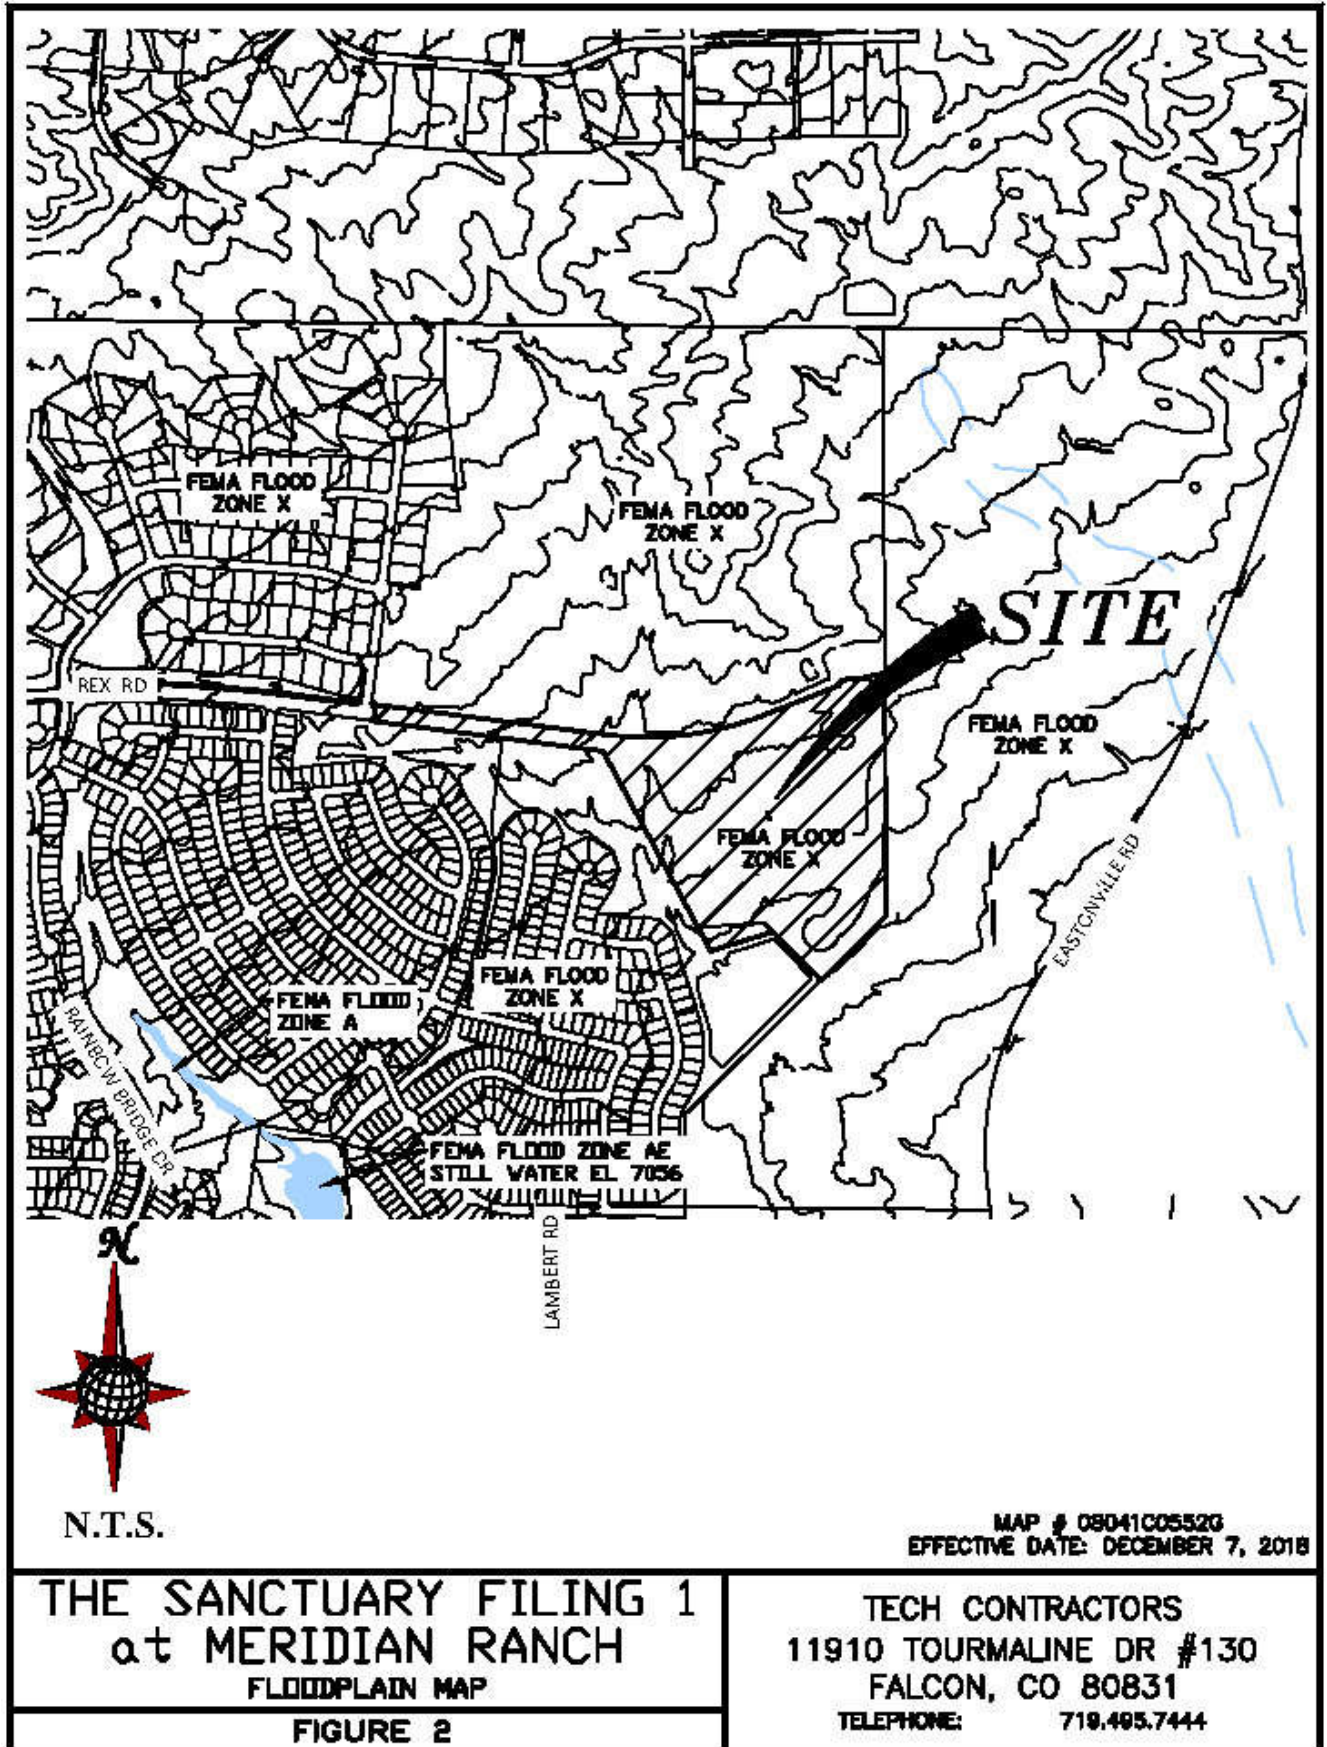 FEMA FLOOD
ZONE X
FEMA FLOOD
ZONE X
SITE
REX RD
FEMA FLOOD
ZONE X
FEMA FLOOD
ZONE X
EASTONVILLE RD
FEMA FLOOD
ZONE X
FEMA FLOOD
ZONE A
RAINBOW BRIDGE DR
FEMA FLOOD ZONE AE
STILL WATER EL 7056
LAMBERT RD
N
N.T.S.
MAP # 08041C0552G
EFFECTIVE DATE: DECEMBER 7, 2018
THE SANCTUARY FILING 1
at MERIDIAN RANCH
FLOODPLAIN MAP
FIGURE 2
TECH CONTRACTORS
11910 TOURMALINE DR #130
FALCON, CO 80831
TELEPHONE: 719.495.7444